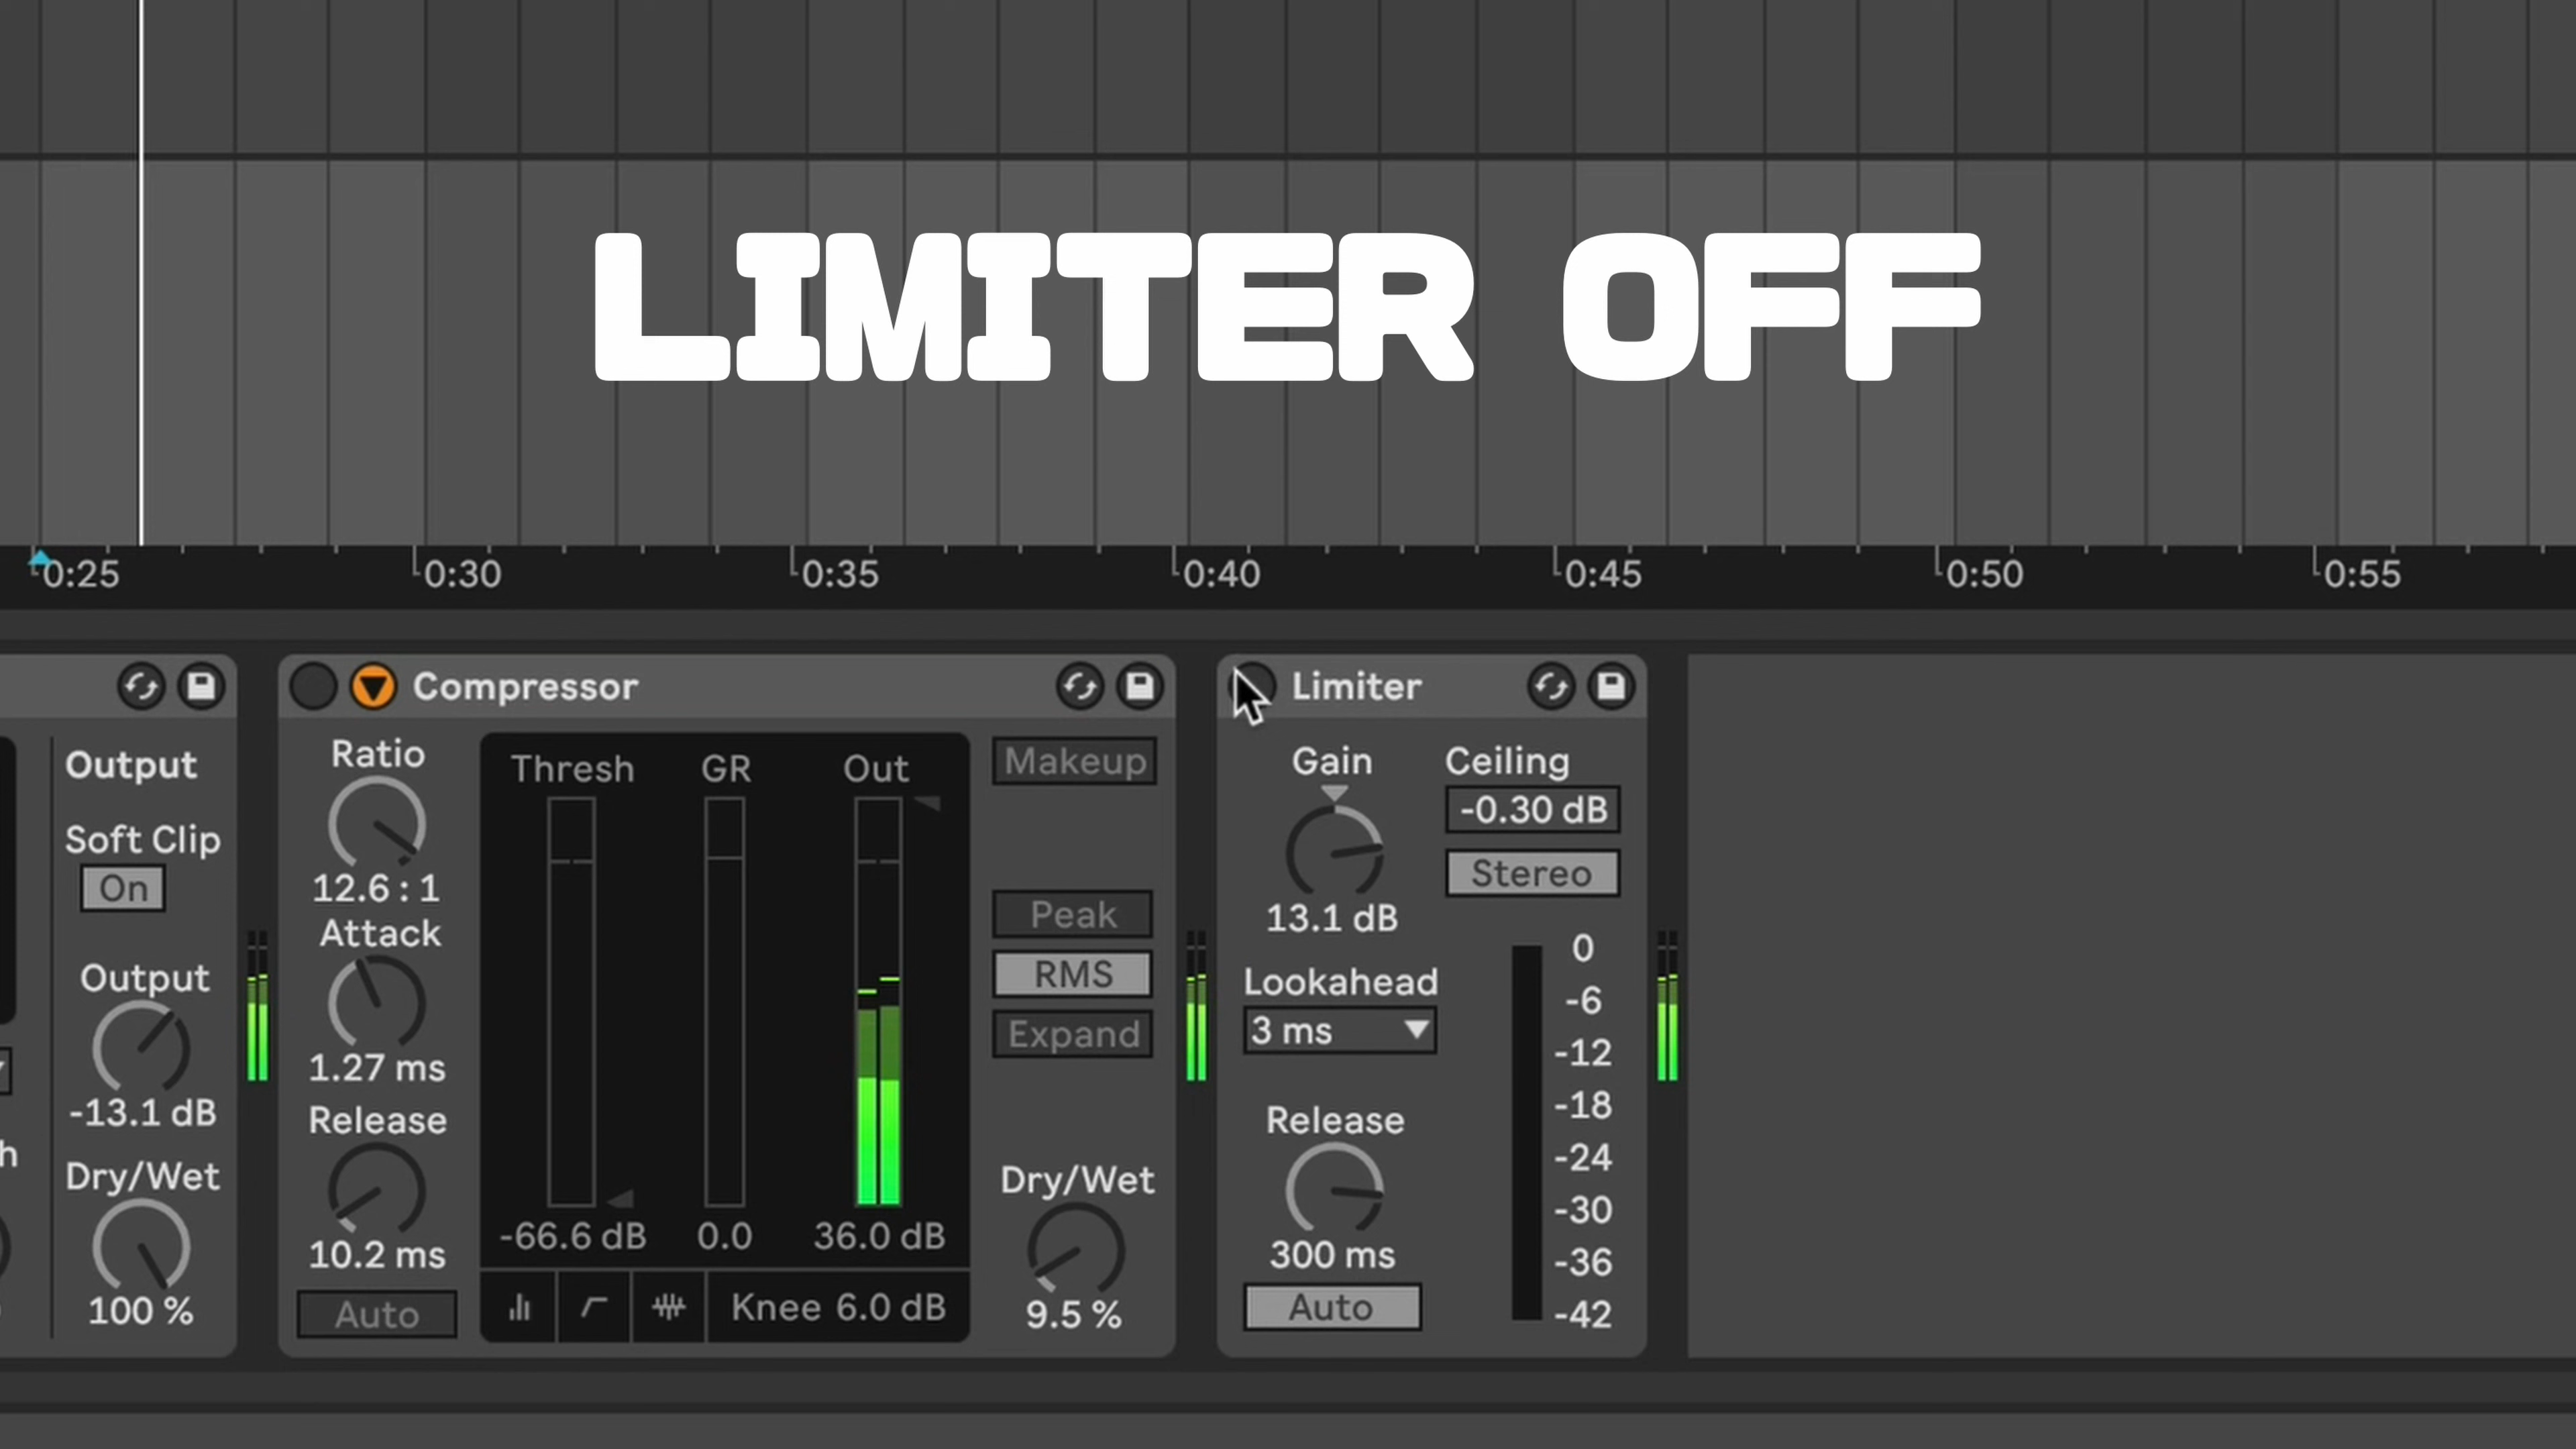 LIMITER OFF
0:25 0:30 0:35 0:40 0:45 0:50 0:55
Output
Soft Clip
On
Output
-13.1 dB
h
Dry/Wet
100 %
Compressor
Ratio
12.6 : 1
Attack
1.27 ms
Release
10.2 ms
Auto
Thresh GR Out
-66.6 dB 0.0 36.0 dB
Knee 6.0 dB
Makeup
Peak
RMS
Expand
Dry/Wet
9.5 %
Limiter
Gain
13.1 dB
Lookahead
3 ms
Release
300 ms
Auto
Ceiling
-0.30 dB
Stereo
0
-6
-12
-18
-24
-30
-36
-42